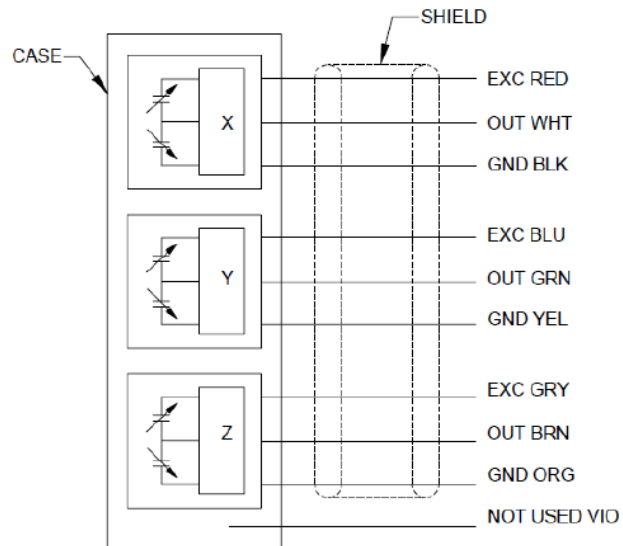 SHIELD
CASE
EXC RED
X
OUT WHT
GND BLK
EXC BLU
Y
OUT GRN
GND YEL
EXC GRY
Z
OUT BRN
GND ORG
NOT USED VIO